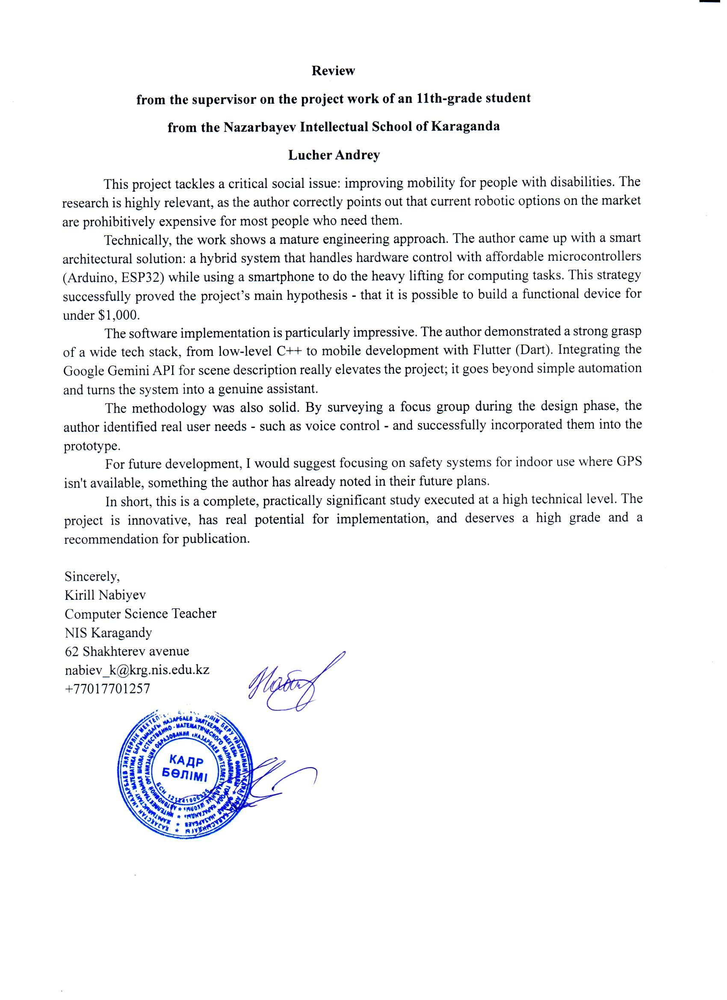 Review
from the supervisor on the project work of an 11th-grade student
from the Nazarbayev Intellectual School of Karaganda
Lucher Andrey
This project tackles a critical social issue: improving mobility for people with disabilities. The
research is highly relevant, as the author correctly points out that current robotic options on the market
are prohibitively expensive for most people who need them.
Technically, the work shows a mature engineering approach. The author came up with a smart
architectural solution: a hybrid system that handles hardware control with affordable microcontrollers
(Arduino, ESP32) while using a smartphone to do the heavy lifting for computing tasks. This strategy
successfully proved the project’s main hypothesis - that it is possible to build a functional device for
under $1,000.
The software implementation is particularly impressive. The author demonstrated a strong grasp
of a wide tech stack, from low-level C++ to mobile development with Flutter (Dart). Integrating the
Google Gemini API for scene description really elevates the project; it goes beyond simple automation
and turns the system into a genuine assistant.
The methodology was also solid. By surveying a focus group during the design phase, the
author identified real user needs - such as voice control - and successfully incorporated them into the
prototype.
For future development, I would suggest focusing on safety systems for indoor use where GPS
isn't available, something the author has already noted in their future plans.
In short, this is a complete, practically significant study executed at a high technical level. The
project is innovative, has real potential for implementation, and deserves a high grade and a
recommendation for publication.
Sincerely,
Kirill Nabiyev
Computer Science Teacher
NIS Karagandy
62 Shakhterev avenue
nabiev_k@krg.nis.edu.kz
+77017701257
КАДР
БӨЛІМІ
БСН 121241006325